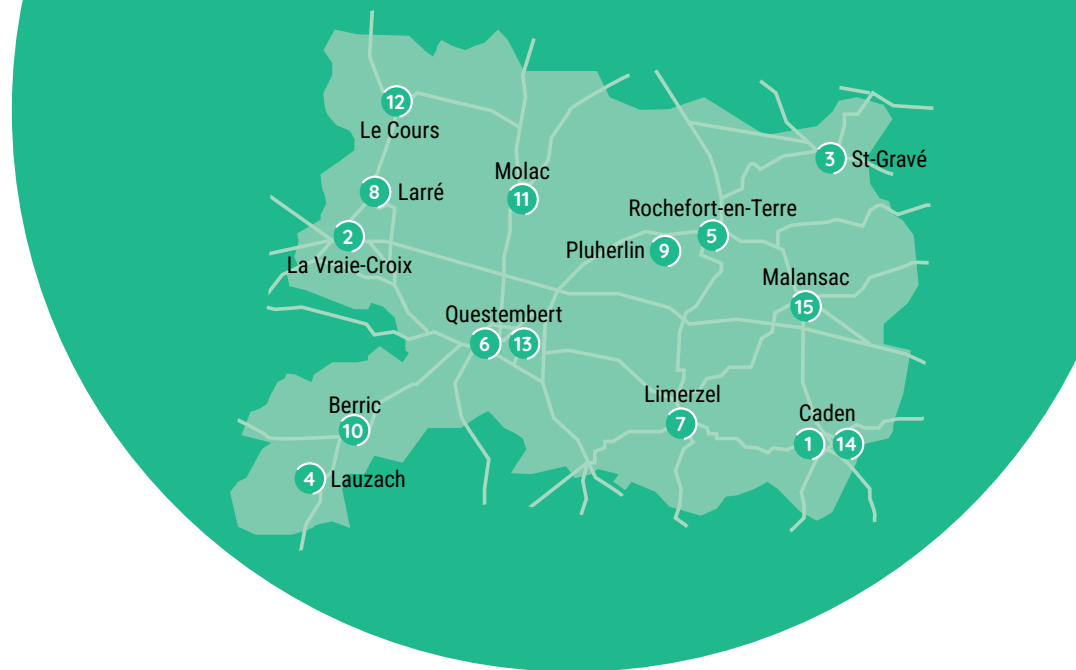 12
Le Cours
3
St-Gravé
Molac
11
8
Larré
Rochefort-en-Terre
5
2
La Vraie-Croix
Pluherlin
9
Malansac
15
Questembert
6
13
Limerzel
7
Berric
10
Caden
1
14
4
Lauzach